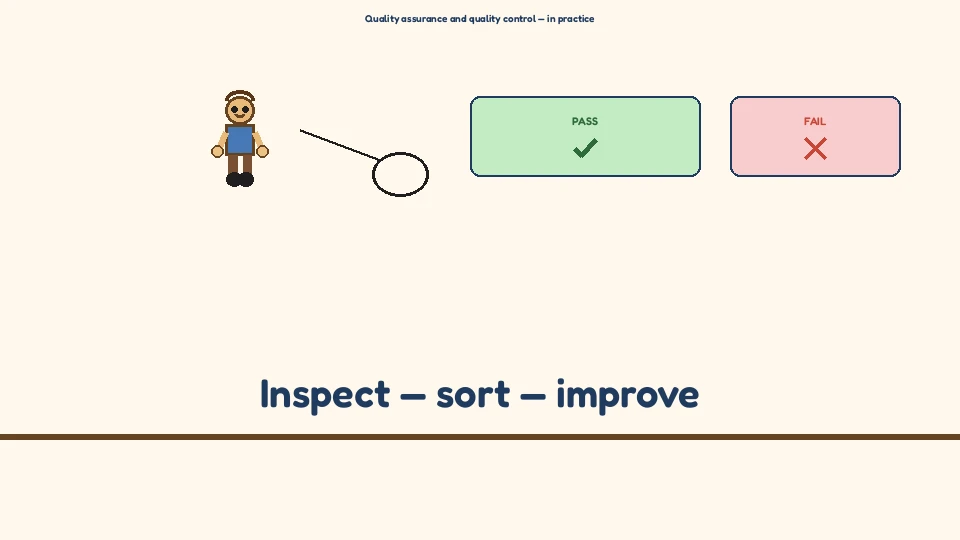 Quality assurance and quality control — in practice
PASS
FAIL
Inspect — sort — improve